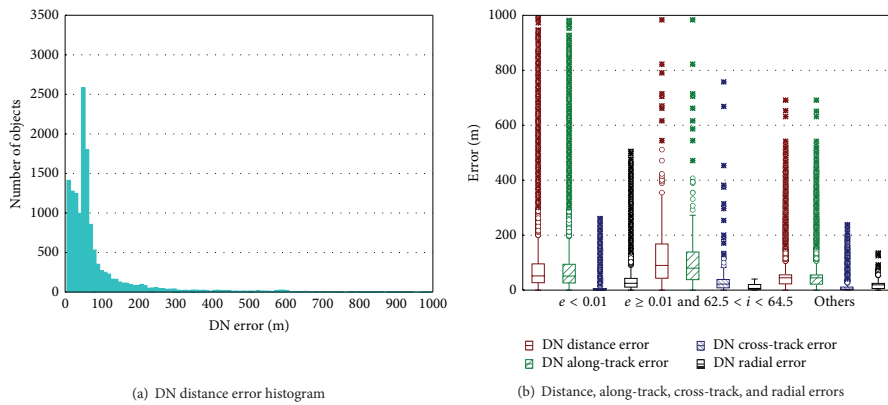 3500
3000
2500
2000
1500
1000
500
0
Number of objects
0 100 200 300 400 500 600 700 800 900 1000
DN error (m)
(a) DN distance error histogram
1000
800
600
400
200
0
Error (m)
e < 0.01 e ≥ 0.01 and 62.5 < i < 64.5 Others
DN distance error DN cross-track error
DN along-track error DN radial error
(b) Distance, along-track, cross-track, and radial errors